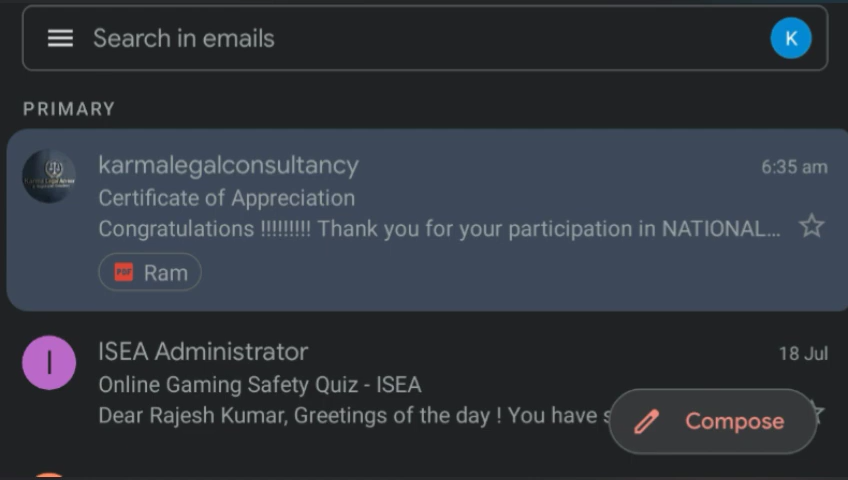 Search in emails
K
PRIMARY
karmalegalconsultancy
6:35 am
Certificate of Appreciation
Congratulations !!!!!!!!! Thank you for your participation in NATIONAL...
PDF Ram
I
ISEA Administrator
18 Jul
Online Gaming Safety Quiz - ISEA
Dear Rajesh Kumar, Greetings of the day ! You have s
Compose